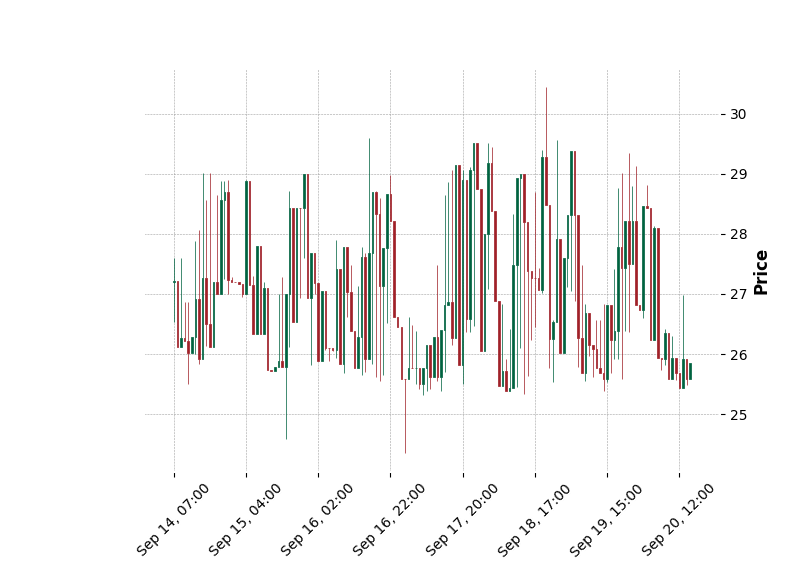 30
29
28
27
26
25
Price
Sep 14, 07:00
Sep 15, 04:00
Sep 16, 02:00
Sep 16, 22:00
Sep 17, 20:00
Sep 18, 17:00
Sep 19, 15:00
Sep 20, 12:00